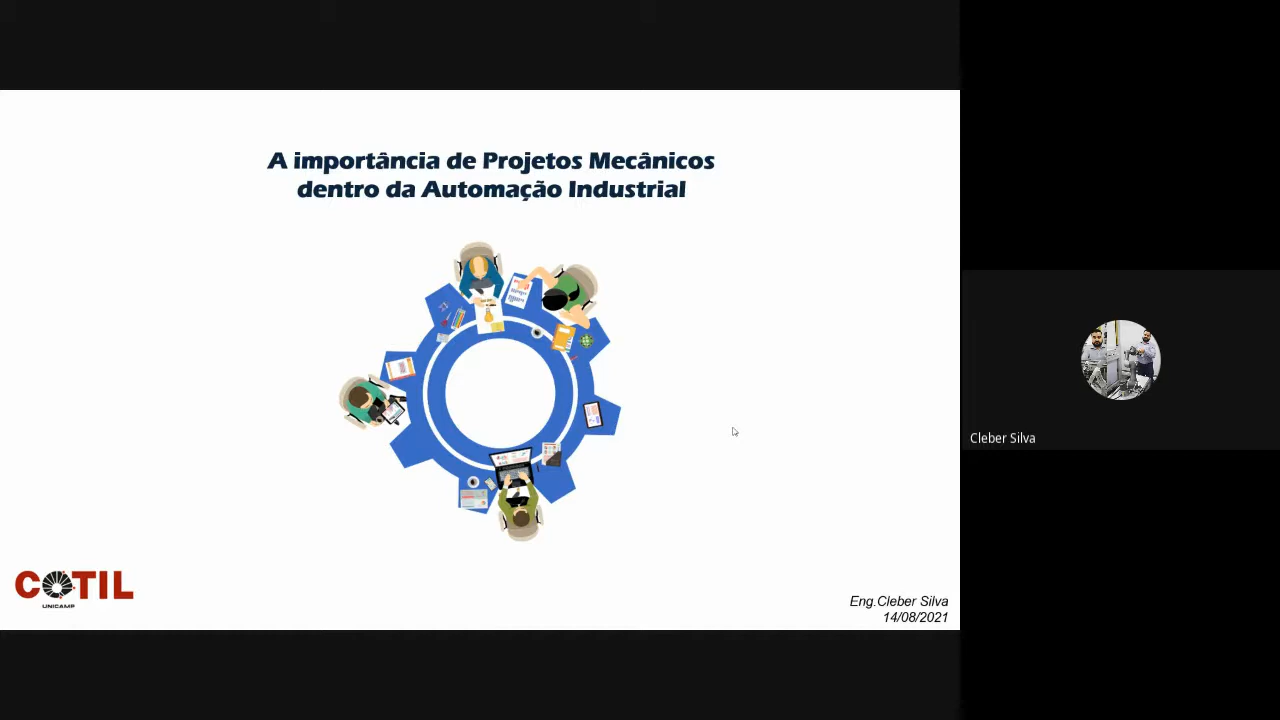 A importância de Projetos Mecânicos
dentro da Automação Industrial
COTIL
UNICAMP
Eng.Cleber Silva
14/08/2021
Cleber Silva